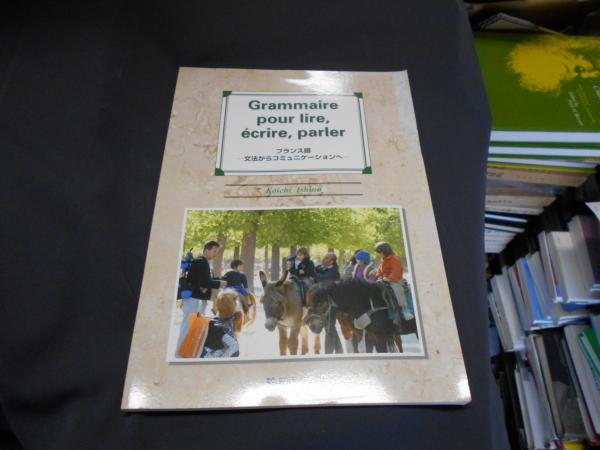 Grammaire
pour lire,
écrire, parler
フランス語
—文法からコミュニケーションへ—
Koichi Ishino